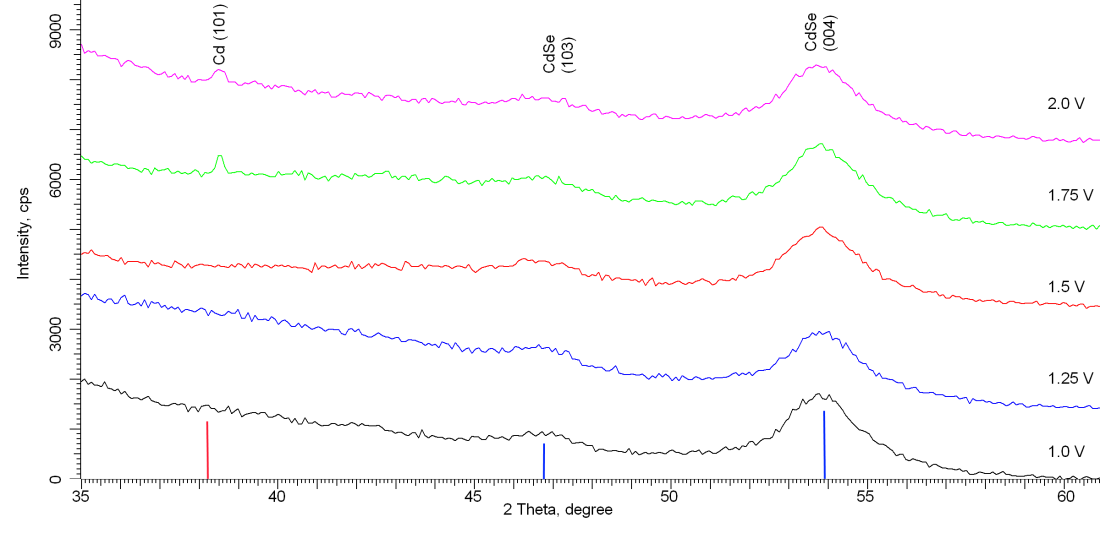 Cd (101)
CdSe
(103)
CdSe
(004)
9000
6000
3000
0
Intensity, cps
2.0 V
1.75 V
1.5 V
1.25 V
1.0 V
35 40 45 50 55 60
2 Theta, degree